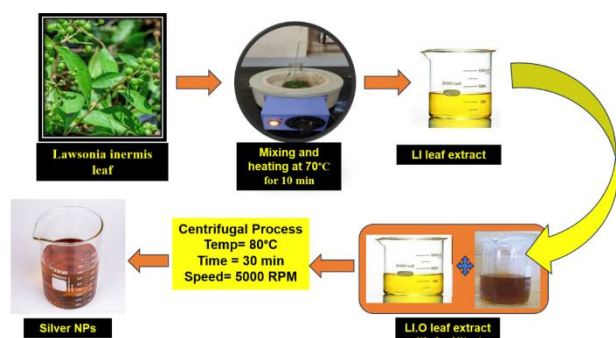 Lawsonia inermis
leaf
Mixing and
heating at 70°C
for 10 min
LI leaf extract
Centrifugal Process
Temp= 80°C
Time = 30 min
Speed= 5000 RPM
Silver NPs
LI.O leaf extract